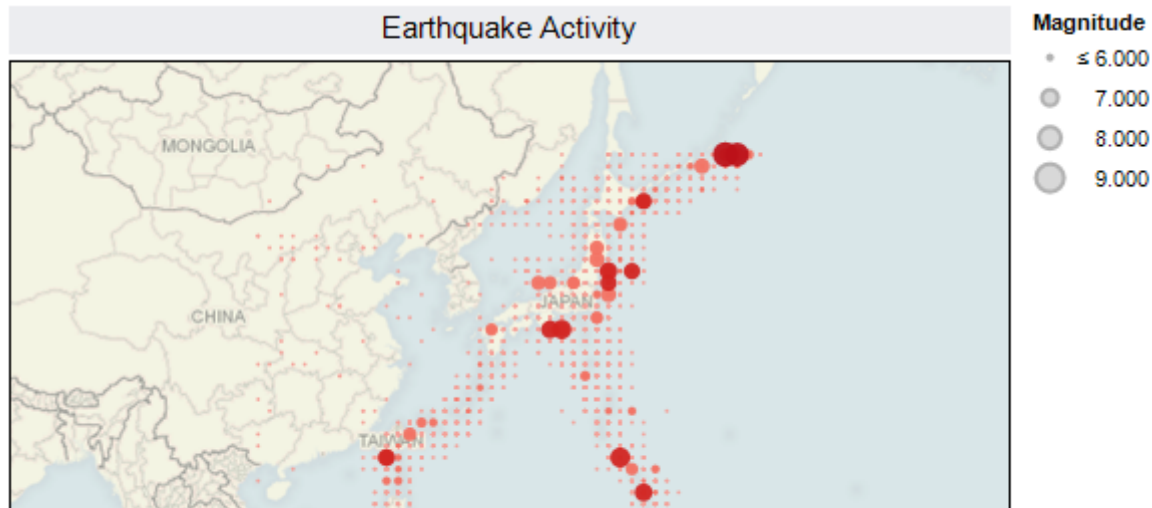 Earthquake Activity
Magnitude
≤ 6.000
7.000
8.000
9.000
MONGOLIA
JAPAN
CHINA
TAIWAN